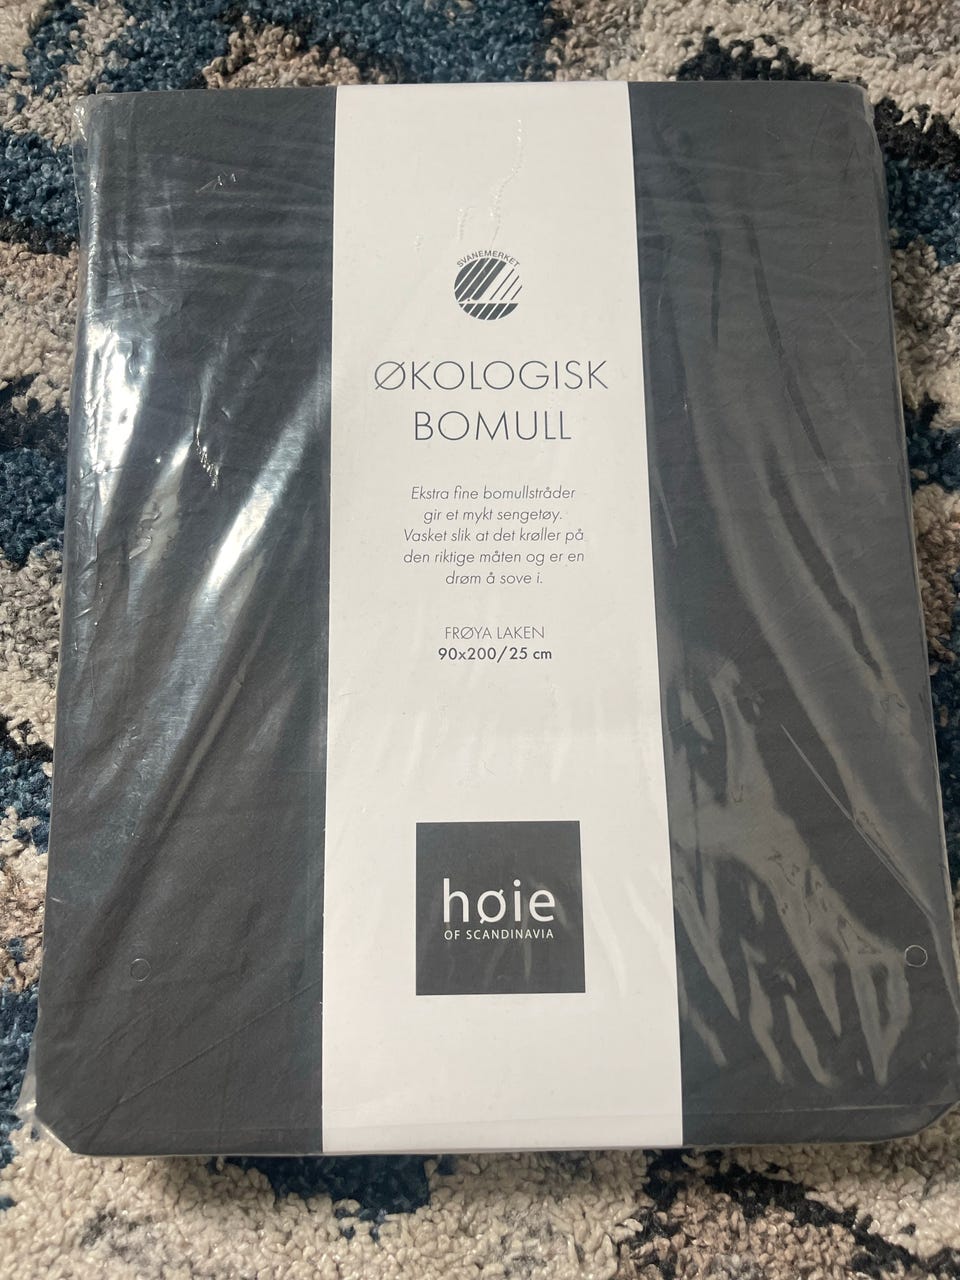 SVANEMERKET
ØKOLOGISK
BOMULL
Ekstra fine bomullstråder
gir et mykt sengetøy.
Vasket slik at det krøller på
den riktige måten og er en
drøm å sove i.
FRØYA LAKEN
90x200/25 cm
høie
OF SCANDINAVIA